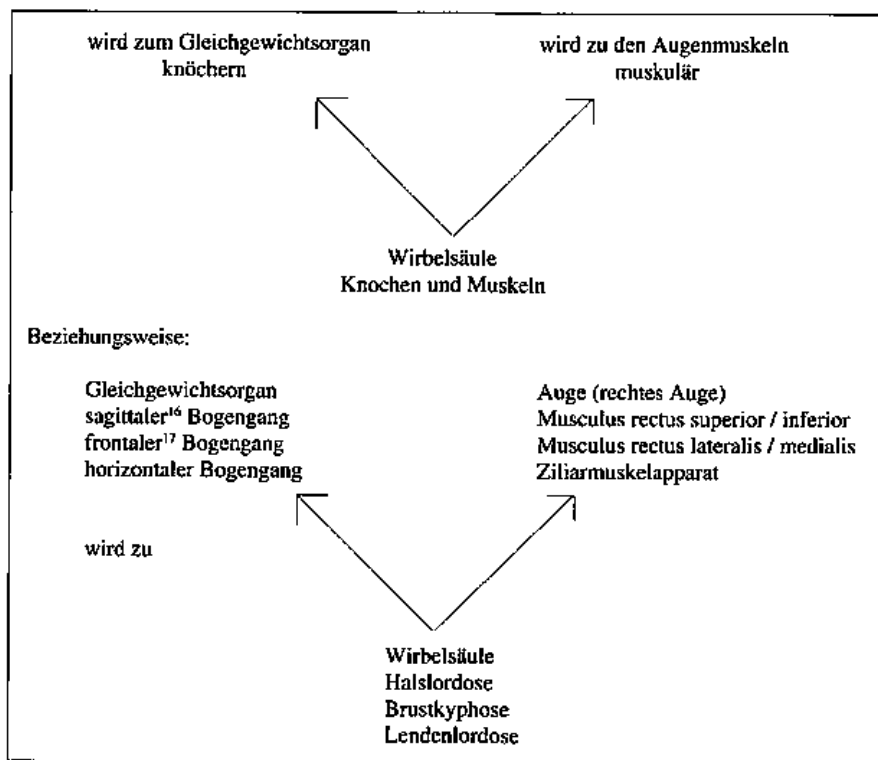 wird zum Gleichgewichtsorgan
knöchern
wird zu den Augenmuskeln
muskulär
Wirbelsäule
Knochen und Muskeln
Beziehungsweise:
Gleichgewichtsorgan
sagittaler¹⁶ Bogengang
frontaler¹⁷ Bogengang
horizontaler Bogengang
Auge (rechtes Auge)
Musculus rectus superior / inferior
Musculus rectus lateralis / medialis
Ziliarmuskelapparat
wird zu
Wirbelsäule
Halslordose
Brustkyphose
Lendenlordose